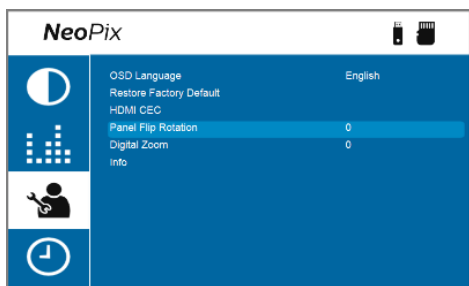 NeoPix
OSD Language English
Restore Factory Default
HDMI CEC
Panel Flip Rotation 0
Digital Zoom 0
Info